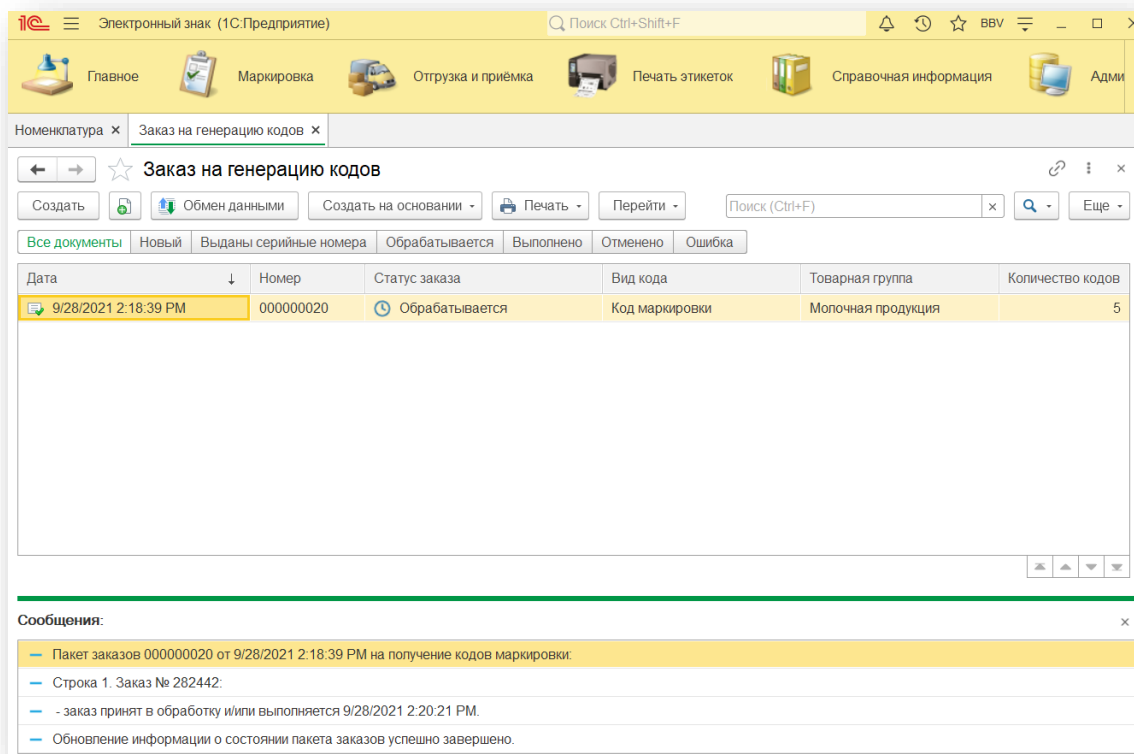 1С Электронный знак (1С:Предприятие) Поиск Ctrl+Shift+F BBV
Главное Маркировка Отгрузка и приёмка Печать этикеток Справочная информация Адми
Номенклатура × Заказ на генерацию кодов ×
Заказ на генерацию кодов
Создать Обмен данными Создать на основании Печать Перейти Поиск (Ctrl+F) × Еще
Все документы Новый Выданы серийные номера Обрабатывается Выполнено Отменено Ошибка
Дата ↓ Номер Статус заказа Вид кода Товарная группа Количество кодов
9/28/2021 2:18:39 PM 000000020 Обрабатывается Код маркировки Молочная продукция 5
Сообщения:
– Пакет заказов 000000020 от 9/28/2021 2:18:39 PM на получение кодов маркировки:
– Строка 1. Заказ № 282442:
– - заказ принят в обработку и/или выполняется 9/28/2021 2:20:21 PM.
– Обновление информации о состоянии пакета заказов успешно завершено.